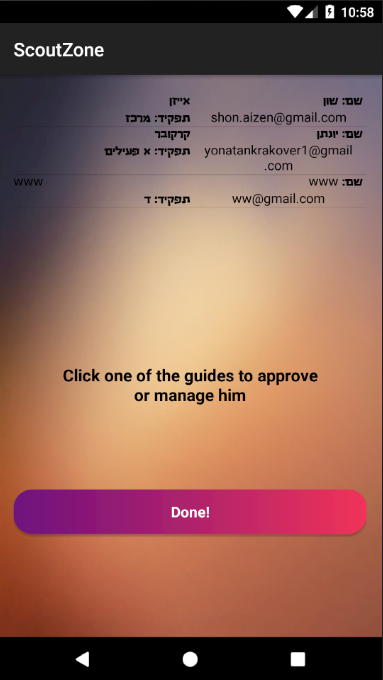 10:58
ScoutZone
שם: שון אייזן
shon.aizen@gmail.com תפקיד: מרכז
שם: יונתן קרקובר
yonatankrakover1@gmail
.com
תפקיד: א פעילים
שם: www www
ww@gmail.com תפקיד: ד
Click one of the guides to approve
or manage him
Done!